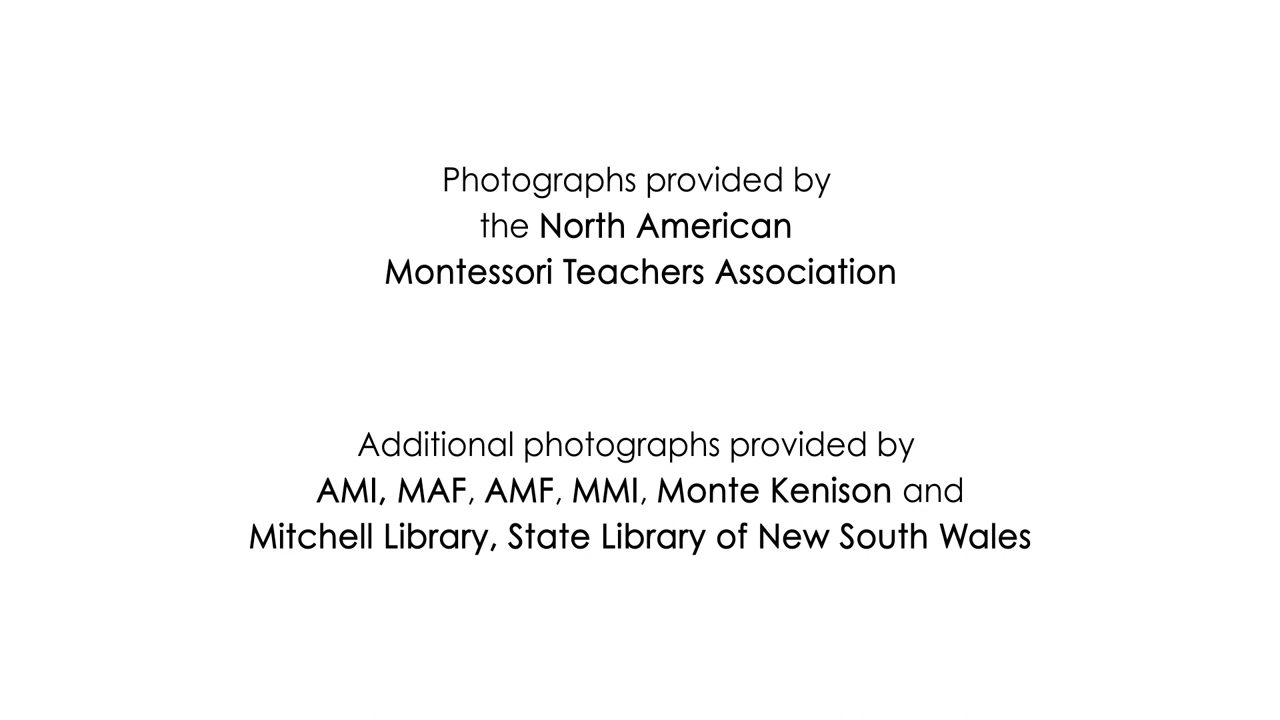 Photographs provided by
the North American
Montessori Teachers Association
Additional photographs provided by
AMI, MAF, AMF, MMI, Monte Kenison and
Mitchell Library, State Library of New South Wales